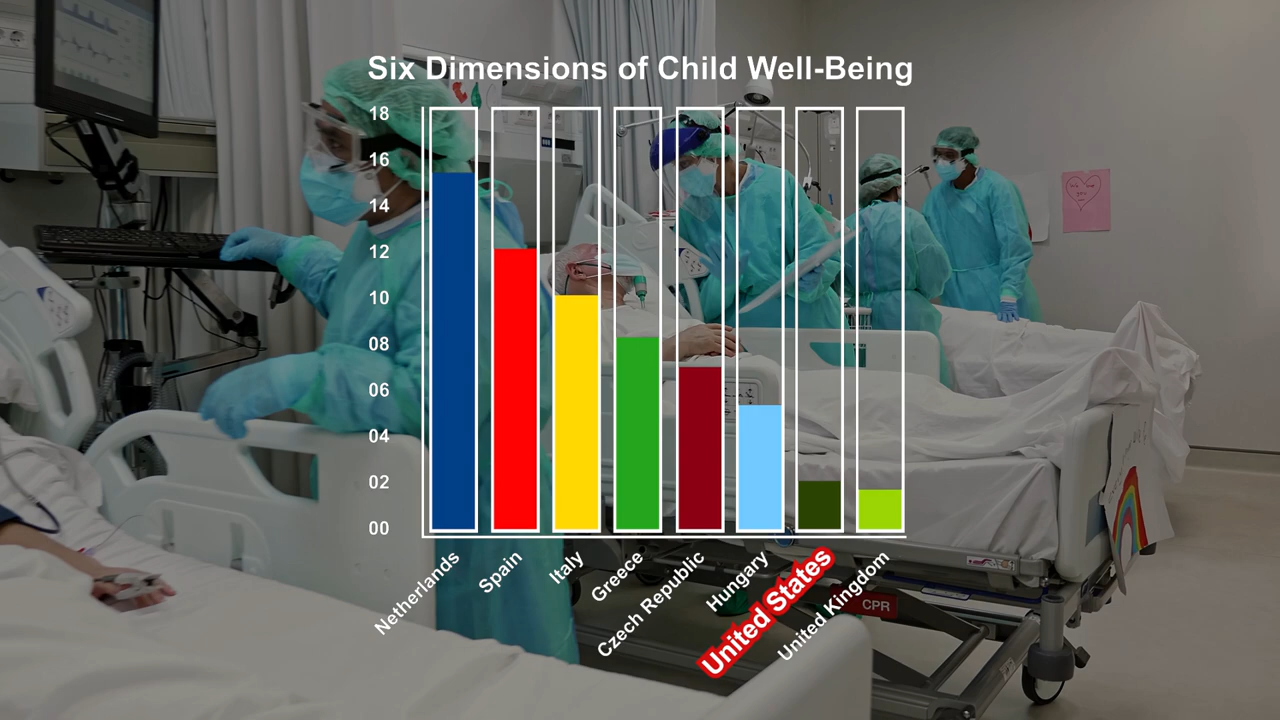 Six Dimensions of Child Well-Being
18
16
14
12
10
08
06
04
02
00
Netherlands
Spain
Italy
Greece
Czech Republic
Hungary
United States
United Kingdom
CPR